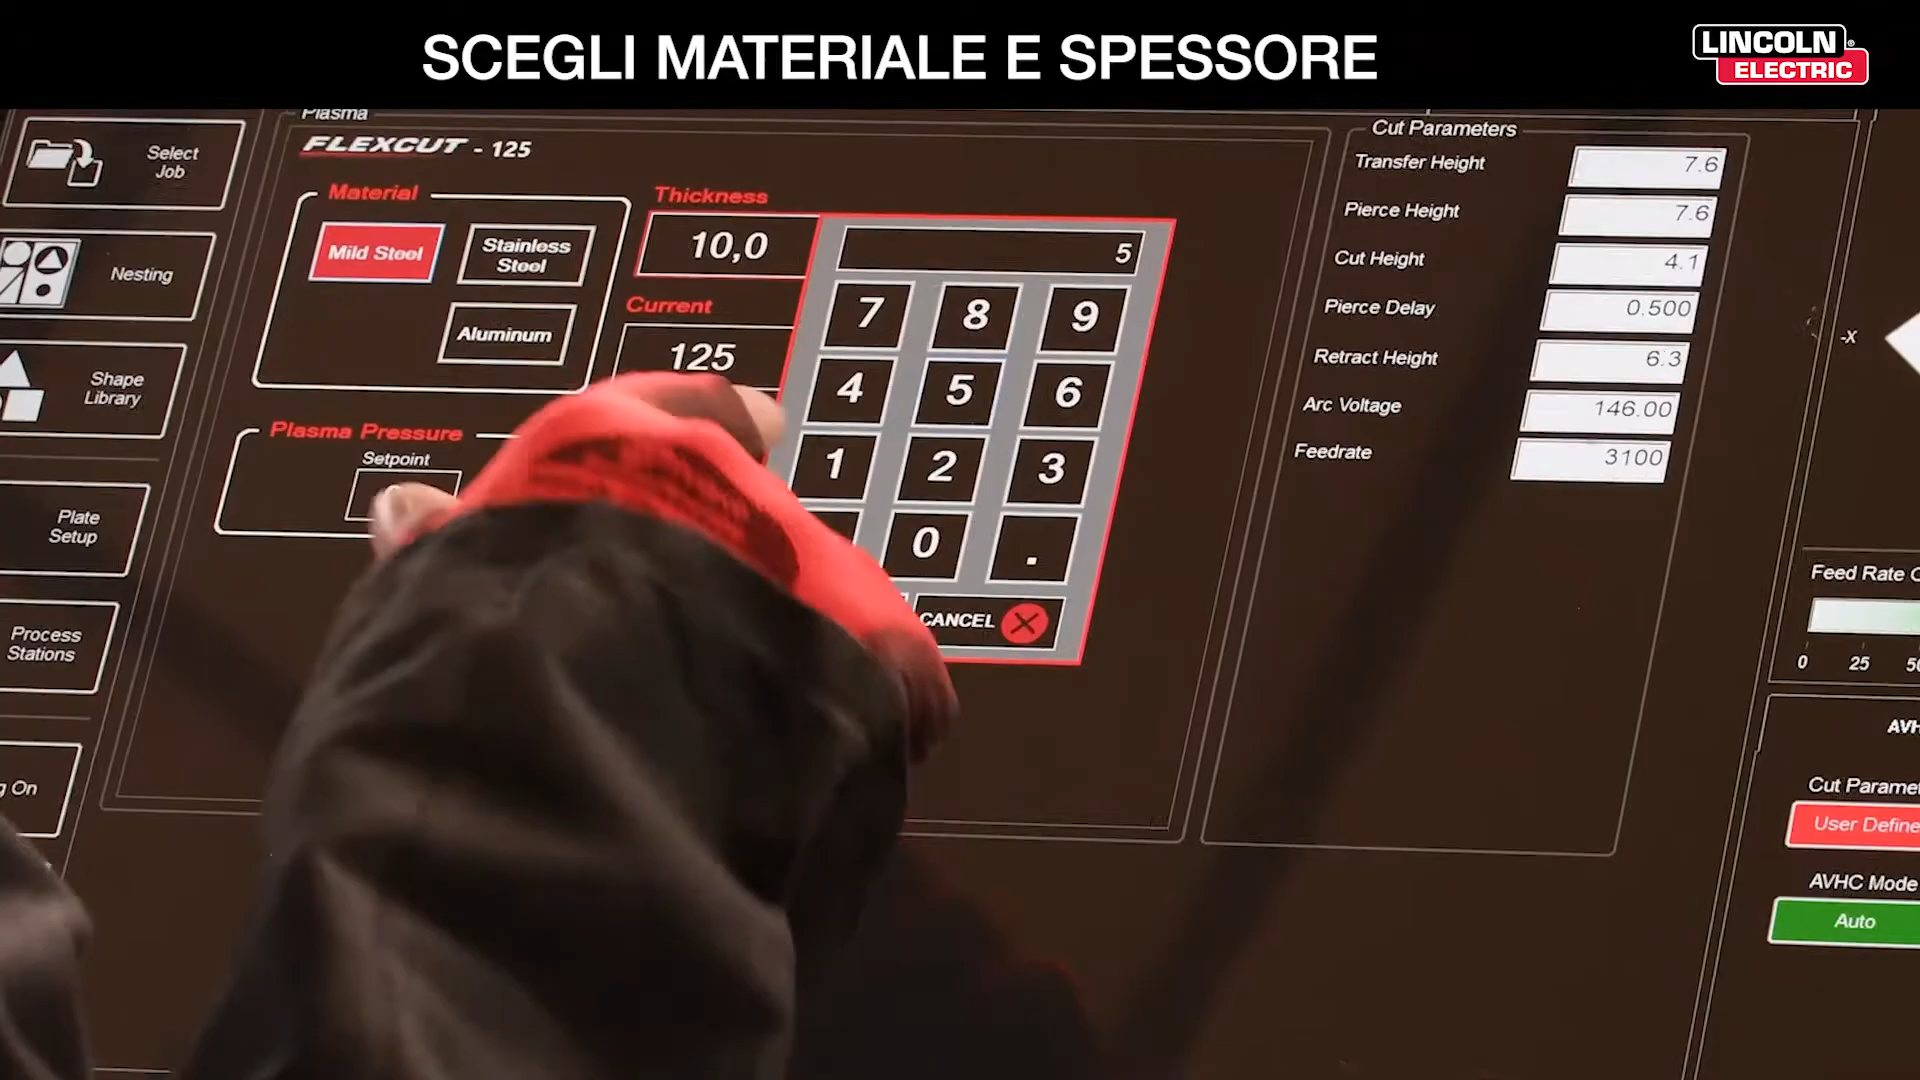 SCEGLI MATERIALE E SPESSORE
LINCOLN®
ELECTRIC
Plasma
FLEXCUT - 125
Select
Job
Nesting
Shape
Library
Plate
Setup
Process
Stations
On
Material
Mild Steel
Stainless
Steel
Aluminum
Thickness
10,0
Current
125
Plasma Pressure
Setpoint
5
7 8 9
4 5 6
1 2 3
0 .
CANCEL
Cut Parameters
Transfer Height 7.6
Pierce Height 7.6
Cut Height 4.1
Pierce Delay 0.500
Retract Height 6.3
Arc Voltage 146.00
Feedrate 3100
-X
Feed Rate
0 25
Cut
User
AVHC Mode
Auto